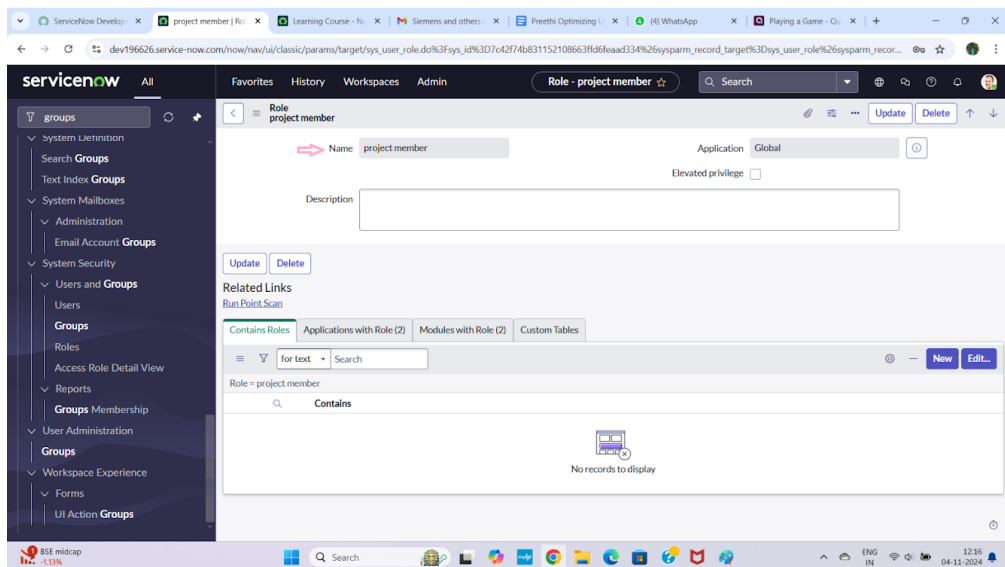 ServiceNow Develop
project member | Ro
Learning Course - No
Siemens and others
Preethi Optimizing U
(4) WhatsApp
Playing a Game - Qu
dev196626.service-now.com/now/nav/ui/classic/params/target/sys_user_role.do%3Fsys_id%3D7c42f74b831152108663ffd6feaad334%26sysparm_record_target%3Dsys_user_role%26sysparm_recor...
servicenow
All
Favorites
History
Workspaces
Admin
Role - project member
Search
groups
Role
project member
Update
Delete
System Definition
Search Groups
Text Index Groups
System Mailboxes
Administration
Email Account Groups
System Security
Users and Groups
Users
Groups
Roles
Access Role Detail View
Reports
Groups Membership
User Administration
Groups
Workspace Experience
Forms
UI Action Groups
Name
project member
Application
Global
Elevated privilege
Description
Update
Delete
Related Links
Run Point Scan
Contains Roles
Applications with Role (2)
Modules with Role (2)
Custom Tables
for text
Search
New
Edit...
Role = project member
Contains
No records to display
1
BSE midcap
-1.13%
Search
ENG
IN
12:16
04-11-2024